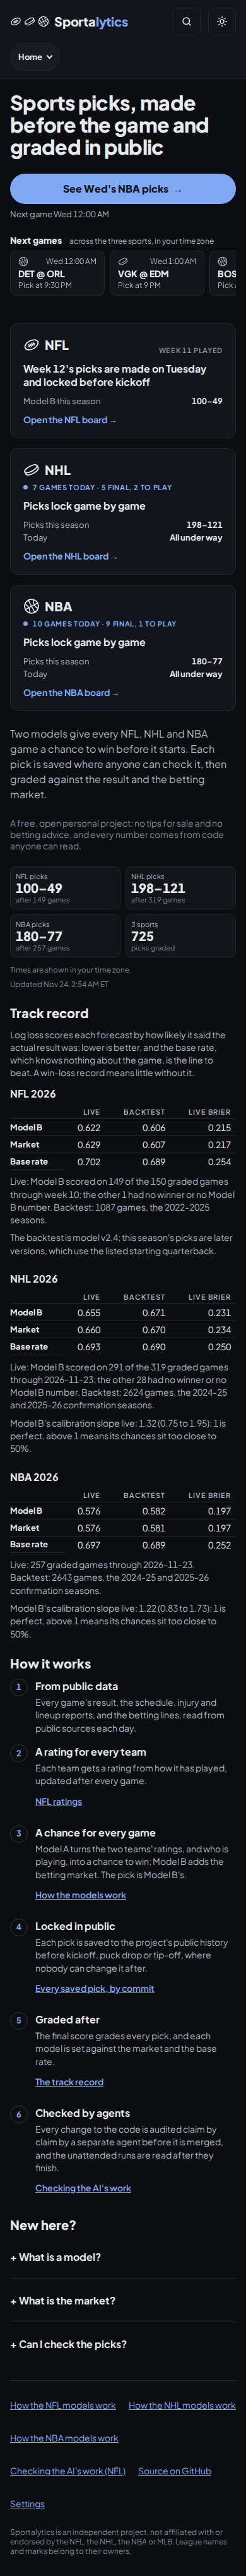 Sportalytics
Home
Sports picks, made
before the game and
graded in public
See Wed's NBA picks →
Next game Wed 12:00 AM
Next games across the three sports, in your time zone
Wed 12:00 AM
DET @ ORL
Pick at 9:30 PM
Wed 1:00 AM
VGK @ EDM
Pick at 9 PM
BOS
Pick a
NFL
WEEK 11 PLAYED
Week 12's picks are made on Tuesday
and locked before kickoff
Model B this season 100-49
Open the NFL board →
NHL
7 GAMES TODAY · 5 FINAL, 2 TO PLAY
Picks lock game by game
Picks this season 198-121
Today All under way
Open the NHL board →
NBA
10 GAMES TODAY · 9 FINAL, 1 TO PLAY
Picks lock game by game
Picks this season 180-77
Today All under way
Open the NBA board →
Two models give every NFL, NHL and NBA
game a chance to win before it starts. Each
pick is saved where anyone can check it, then
graded against the result and the betting
market.
A free, open personal project: no tips for sale and no
betting advice, and every number comes from code
anyone can read.
NFL picks
100-49
after 149 games
NHL picks
198-121
after 319 games
NBA picks
180-77
after 257 games
3 sports
725
picks graded
Times are shown in your time zone.
Updated Nov 24, 2:54 AM ET
Track record
Log loss scores each forecast by how likely it said the
actual result was; lower is better, and the base rate,
which knows nothing about the game, is the line to
beat. A win-loss record means little without it.
NFL 2026
LIVE BACKTEST LIVE BRIER
Model B 0.622 0.606 0.215
Market 0.629 0.607 0.217
Base rate 0.702 0.689 0.254
Live: Model B scored on 149 of the 150 graded games
through week 10; the other 1 had no winner or no Model
B number. Backtest: 1087 games, the 2022-2025
seasons.
The backtest is model v2.4; this season's picks are later
versions, which use the listed starting quarterback.
NHL 2026
LIVE BACKTEST LIVE BRIER
Model B 0.655 0.671 0.231
Market 0.660 0.670 0.234
Base rate 0.693 0.690 0.250
Live: Model B scored on 291 of the 319 graded games
through 2026-11-23; the other 28 had no winner or no
Model B number. Backtest: 2624 games, the 2024-25
and 2025-26 confirmation seasons.
Model B's calibration slope live: 1.32 (0.75 to 1.95); 1 is
perfect, above 1 means its chances sit too close to
50%.
NBA 2026
LIVE BACKTEST LIVE BRIER
Model B 0.576 0.582 0.197
Market 0.576 0.581 0.197
Base rate 0.697 0.689 0.252
Live: 257 graded games through 2026-11-23.
Backtest: 2643 games, the 2024-25 and 2025-26
confirmation seasons.
Model B's calibration slope live: 1.22 (0.83 to 1.73); 1 is
perfect, above 1 means its chances sit too close to
50%.
How it works
1 From public data
Every game's result, the schedule, injury and
lineup reports, and the betting lines, read from
public sources each day.
2 A rating for every team
Each team gets a rating from how it has played,
updated after every game.
NFL ratings
3 A chance for every game
Model A turns the two teams' ratings, and who is
playing, into a chance to win; Model B adds the
betting market. The pick is Model B's.
How the models work
4 Locked in public
Each pick is saved to the project's public history
before kickoff, puck drop or tip-off, where
nobody can change it after.
Every saved pick, by commit
5 Graded after
The final score grades every pick, and each
model is set against the market and the base
rate.
The track record
6 Checked by agents
Every change to the code is audited claim by
claim by a separate agent before it is merged,
and the unattended runs are read after they
finish.
Checking the AI's work
New here?
+ What is a model?
+ What is the market?
+ Can I check the picks?
How the NFL models work How the NHL models work
How the NBA models work
Checking the AI's work (NFL) Source on GitHub
Settings
Sportalytics is an independent project, not affiliated with or
endorsed by the NFL, the NHL, the NBA or MLB. League names
and marks belong to their owners.